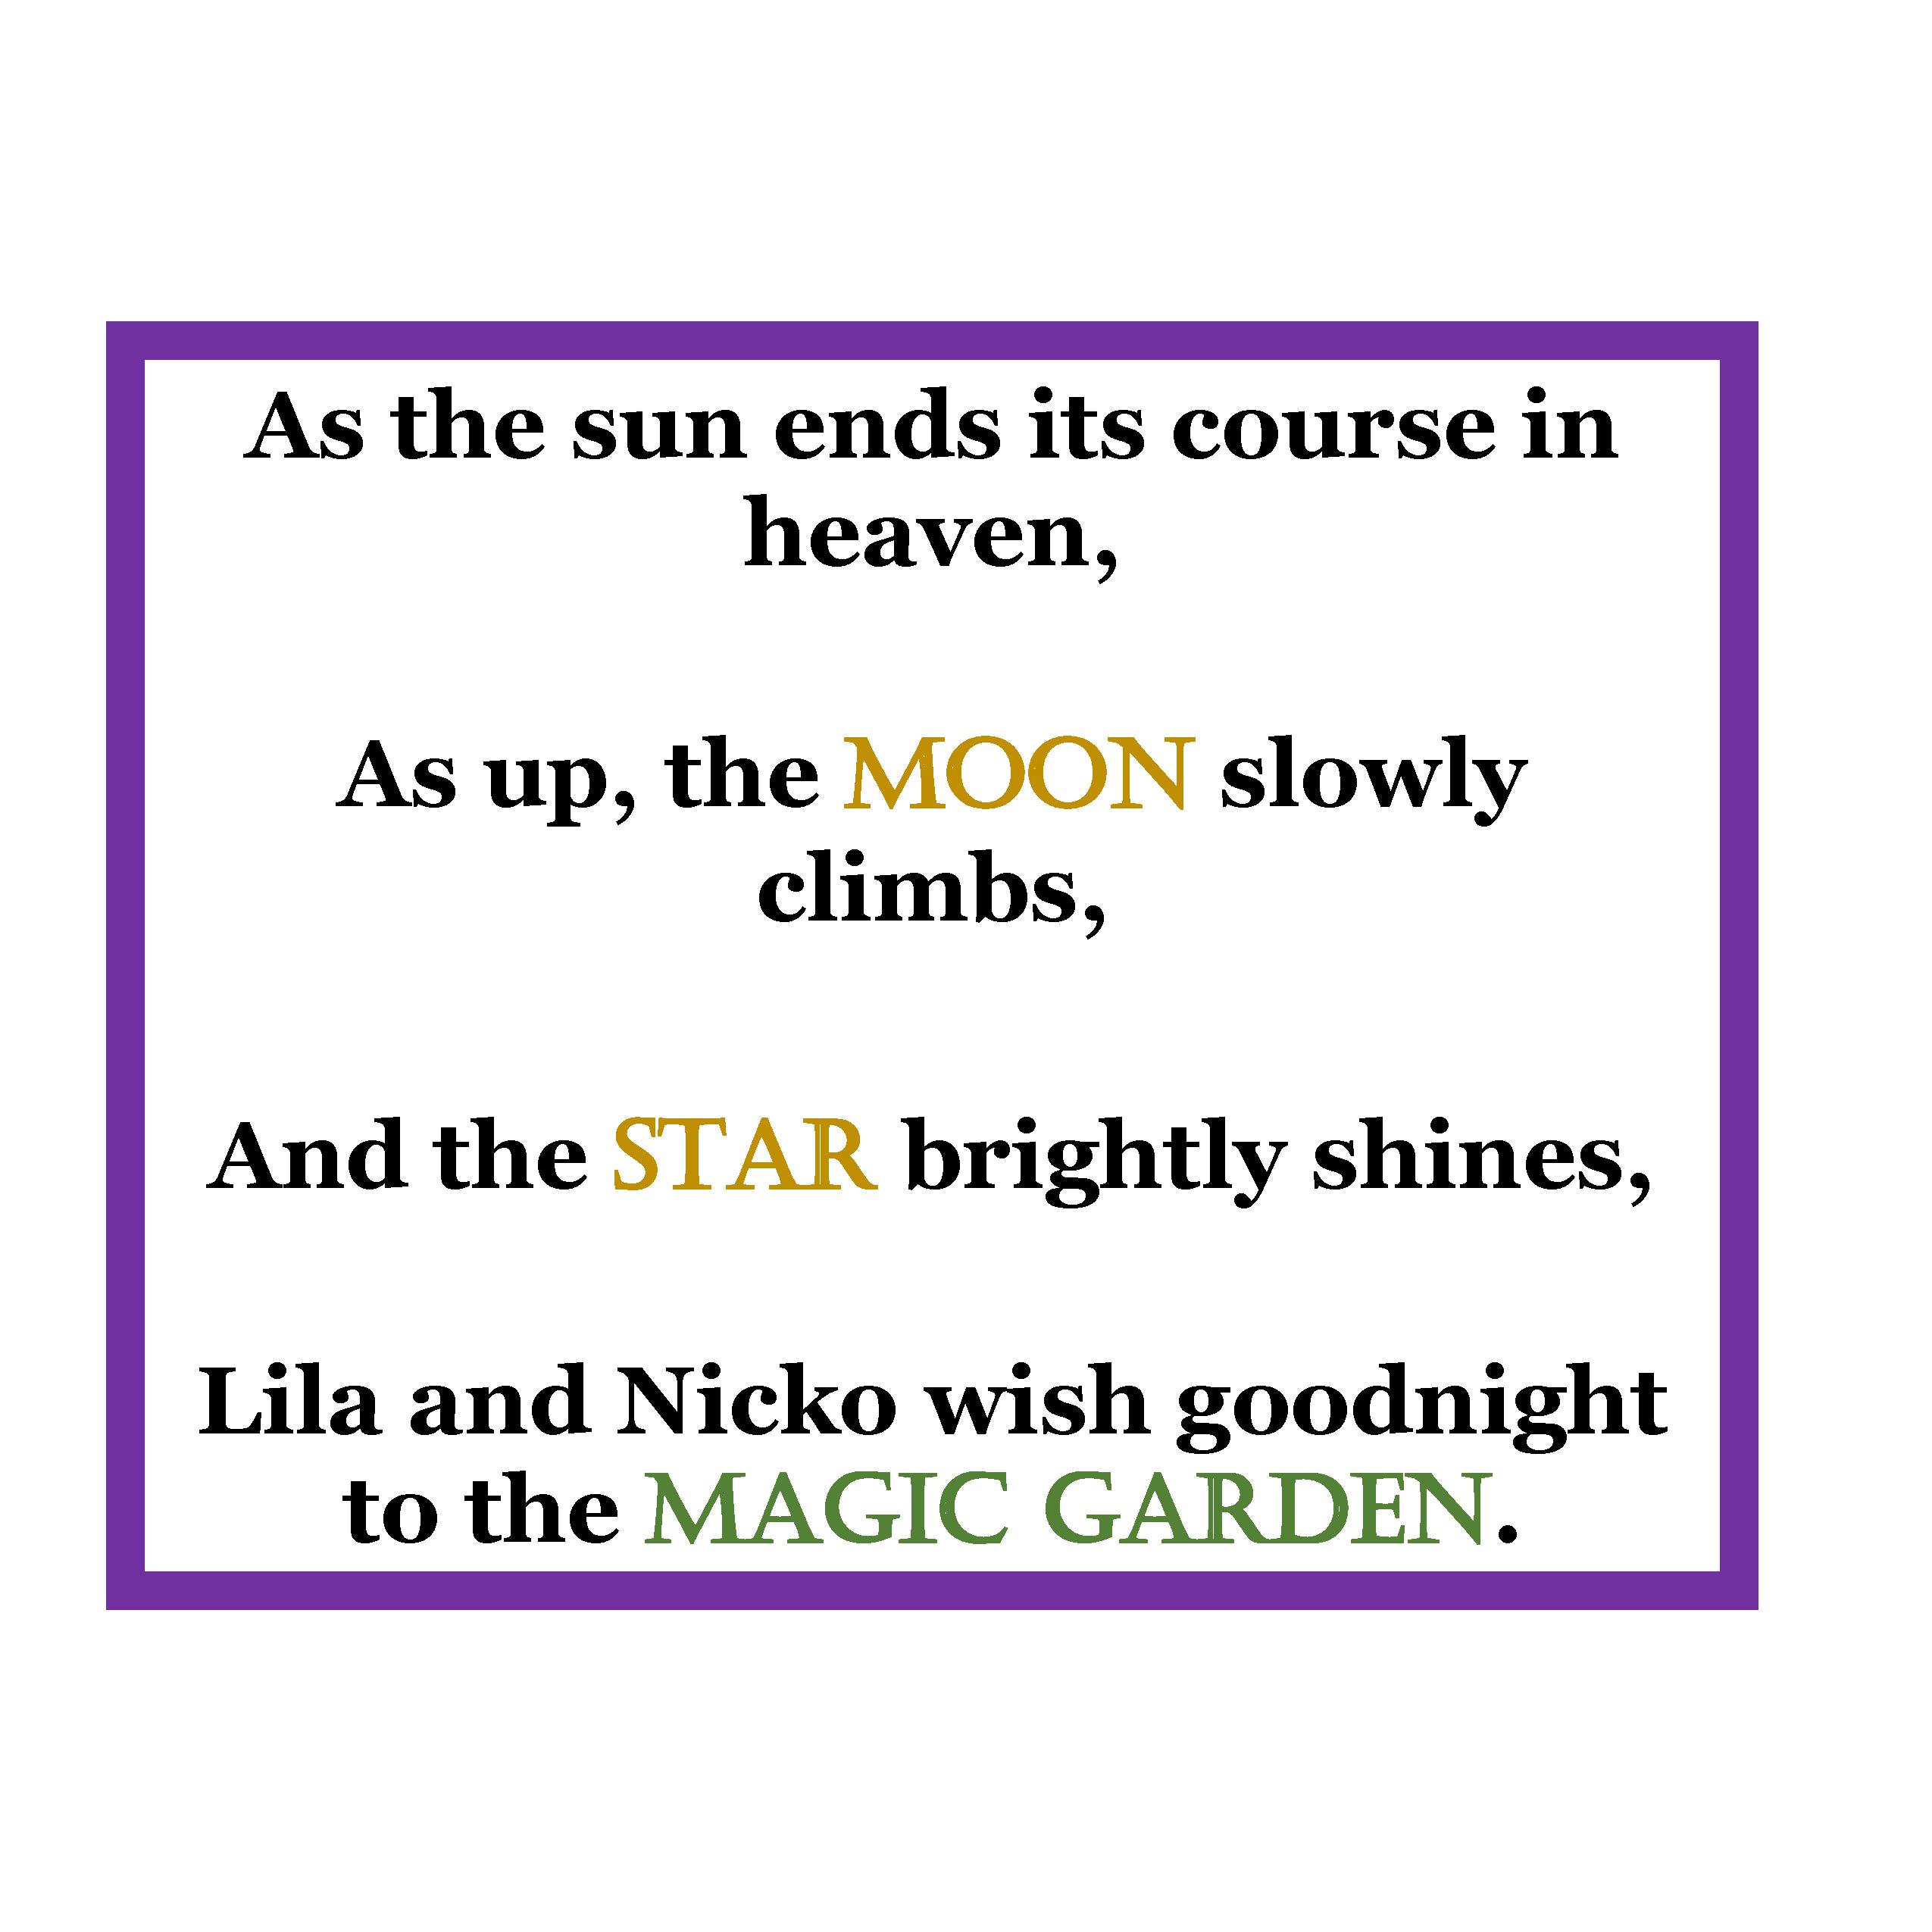 As the sun ends its course in
heaven,
As up, the MOON slowly
climbs,
And the STAR brightly shines,
Lila and Nicko wish goodnight
to the MAGIC GARDEN.